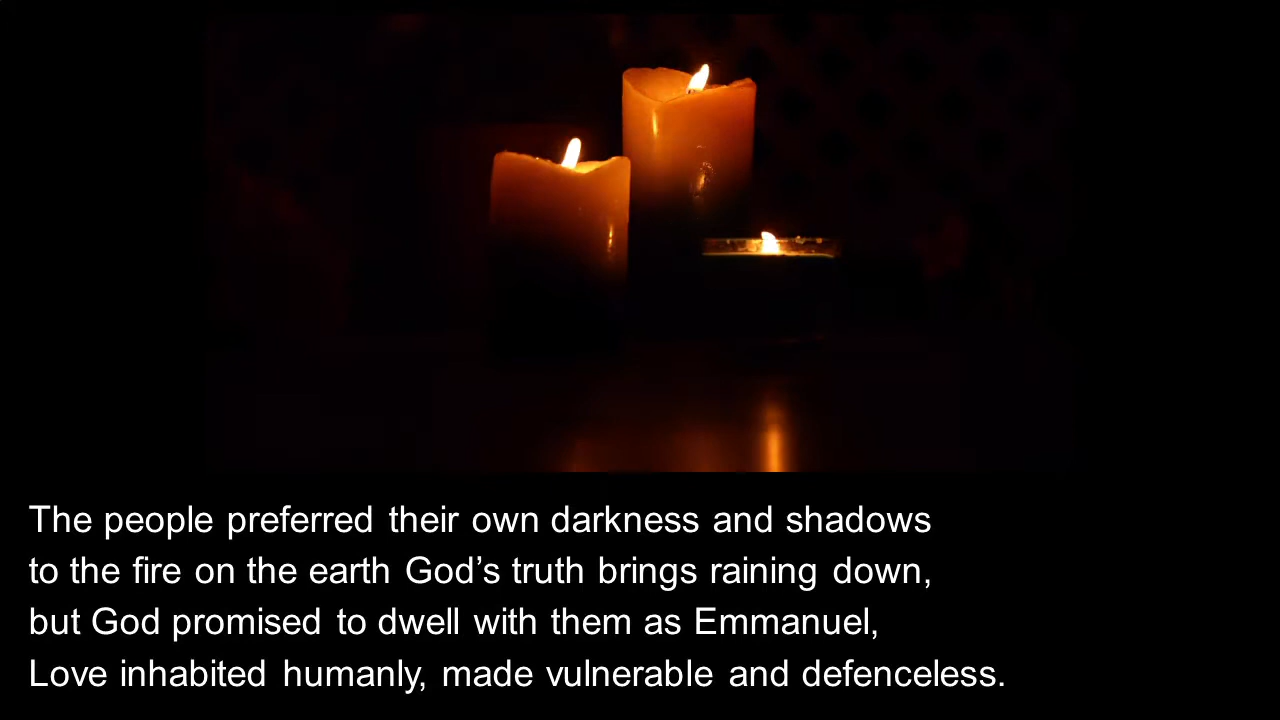 The people preferred their own darkness and shadows
to the fire on the earth God’s truth brings raining down,
but God promised to dwell with them as Emmanuel,
Love inhabited humanly, made vulnerable and defenceless.